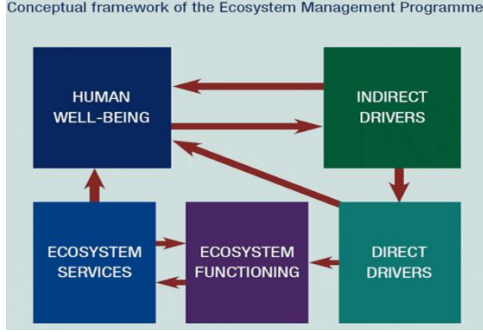 Conceptual framework of the Ecosystem Management Programme
HUMAN
WELL-BEING
INDIRECT
DRIVERS
ECOSYSTEM
SERVICES
ECOSYSTEM
FUNCTIONING
DIRECT
DRIVERS